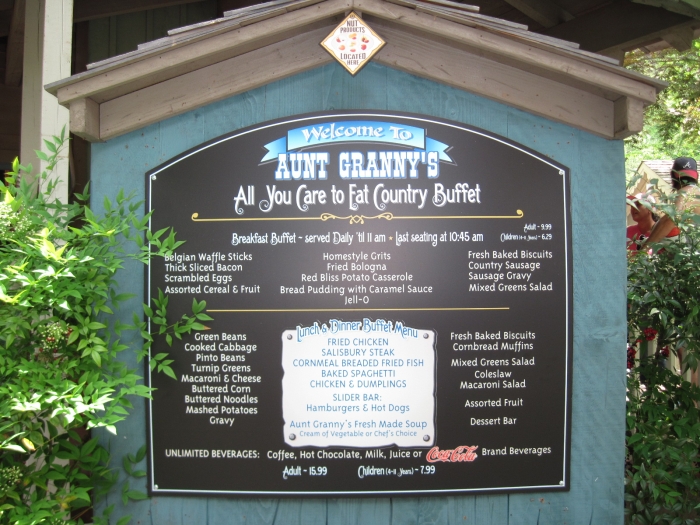 NUT
PRODUCTS
LOCATED
HERE
Welcome To
AUNT GRANNY'S
All You Care to Eat Country Buffet
Breakfast Buffet ~ served Daily 'til 11 am • last seating at 10:45 am
Adult ~ 9.99
Children (4-11 years) ~ 6.29
Belgian Waffle Sticks
Thick Sliced Bacon
Scrambled Eggs
Assorted Cereal & Fruit
Homestyle Grits
Fried Bologna
Red Bliss Potato Casserole
Bread Pudding with Caramel Sauce
Jell-O
Fresh Baked Biscuits
Country Sausage
Sausage Gravy
Mixed Greens Salad
Lunch & Dinner Buffet Menu
Green Beans
Cooked Cabbage
Pinto Beans
Turnip Greens
Macaroni & Cheese
Buttered Corn
Buttered Noodles
Mashed Potatoes
Gravy
FRIED CHICKEN
SALISBURY STEAK
CORNMEAL BREADED FRIED FISH
BAKED SPAGHETTI
CHICKEN & DUMPLINGS
SLIDER BAR:
Hamburgers & Hot Dogs
Aunt Granny's Fresh Made Soup
Cream of Vegetable or Chef's Choice
Fresh Baked Biscuits
Cornbread Muffins
Mixed Greens Salad
Coleslaw
Macaroni Salad
Assorted Fruit
Dessert Bar
UNLIMITED BEVERAGES: Coffee, Hot Chocolate, Milk, Juice or Coca-Cola Brand Beverages
Adult ~ 15.99 Children (4-11 Years) ~ 7.99